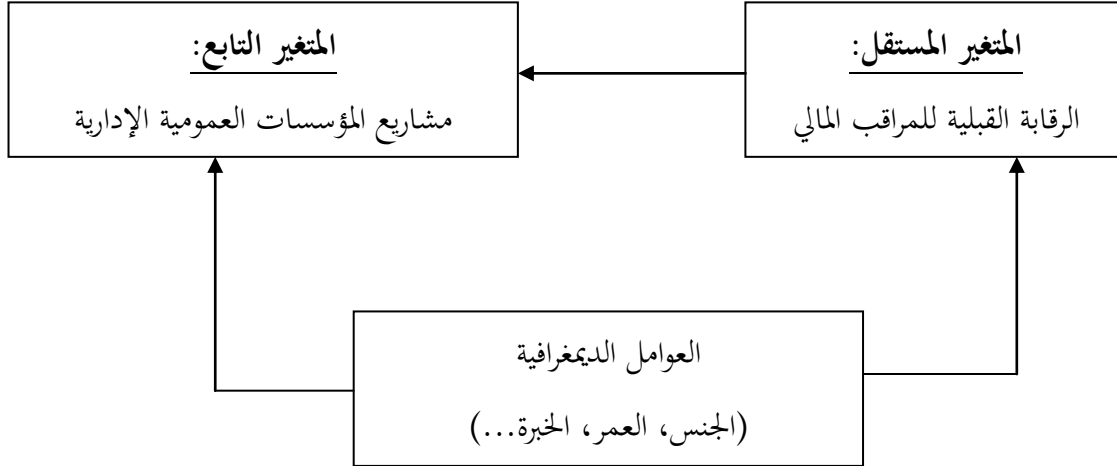 المتغير المستقل:
الرقابة القبلية للمراقب المالي
المتغير التابع:
مشاريع المؤسسات العمومية الإدارية
العوامل الديمغرافية
(الجنس، العمر، الخبرة...)